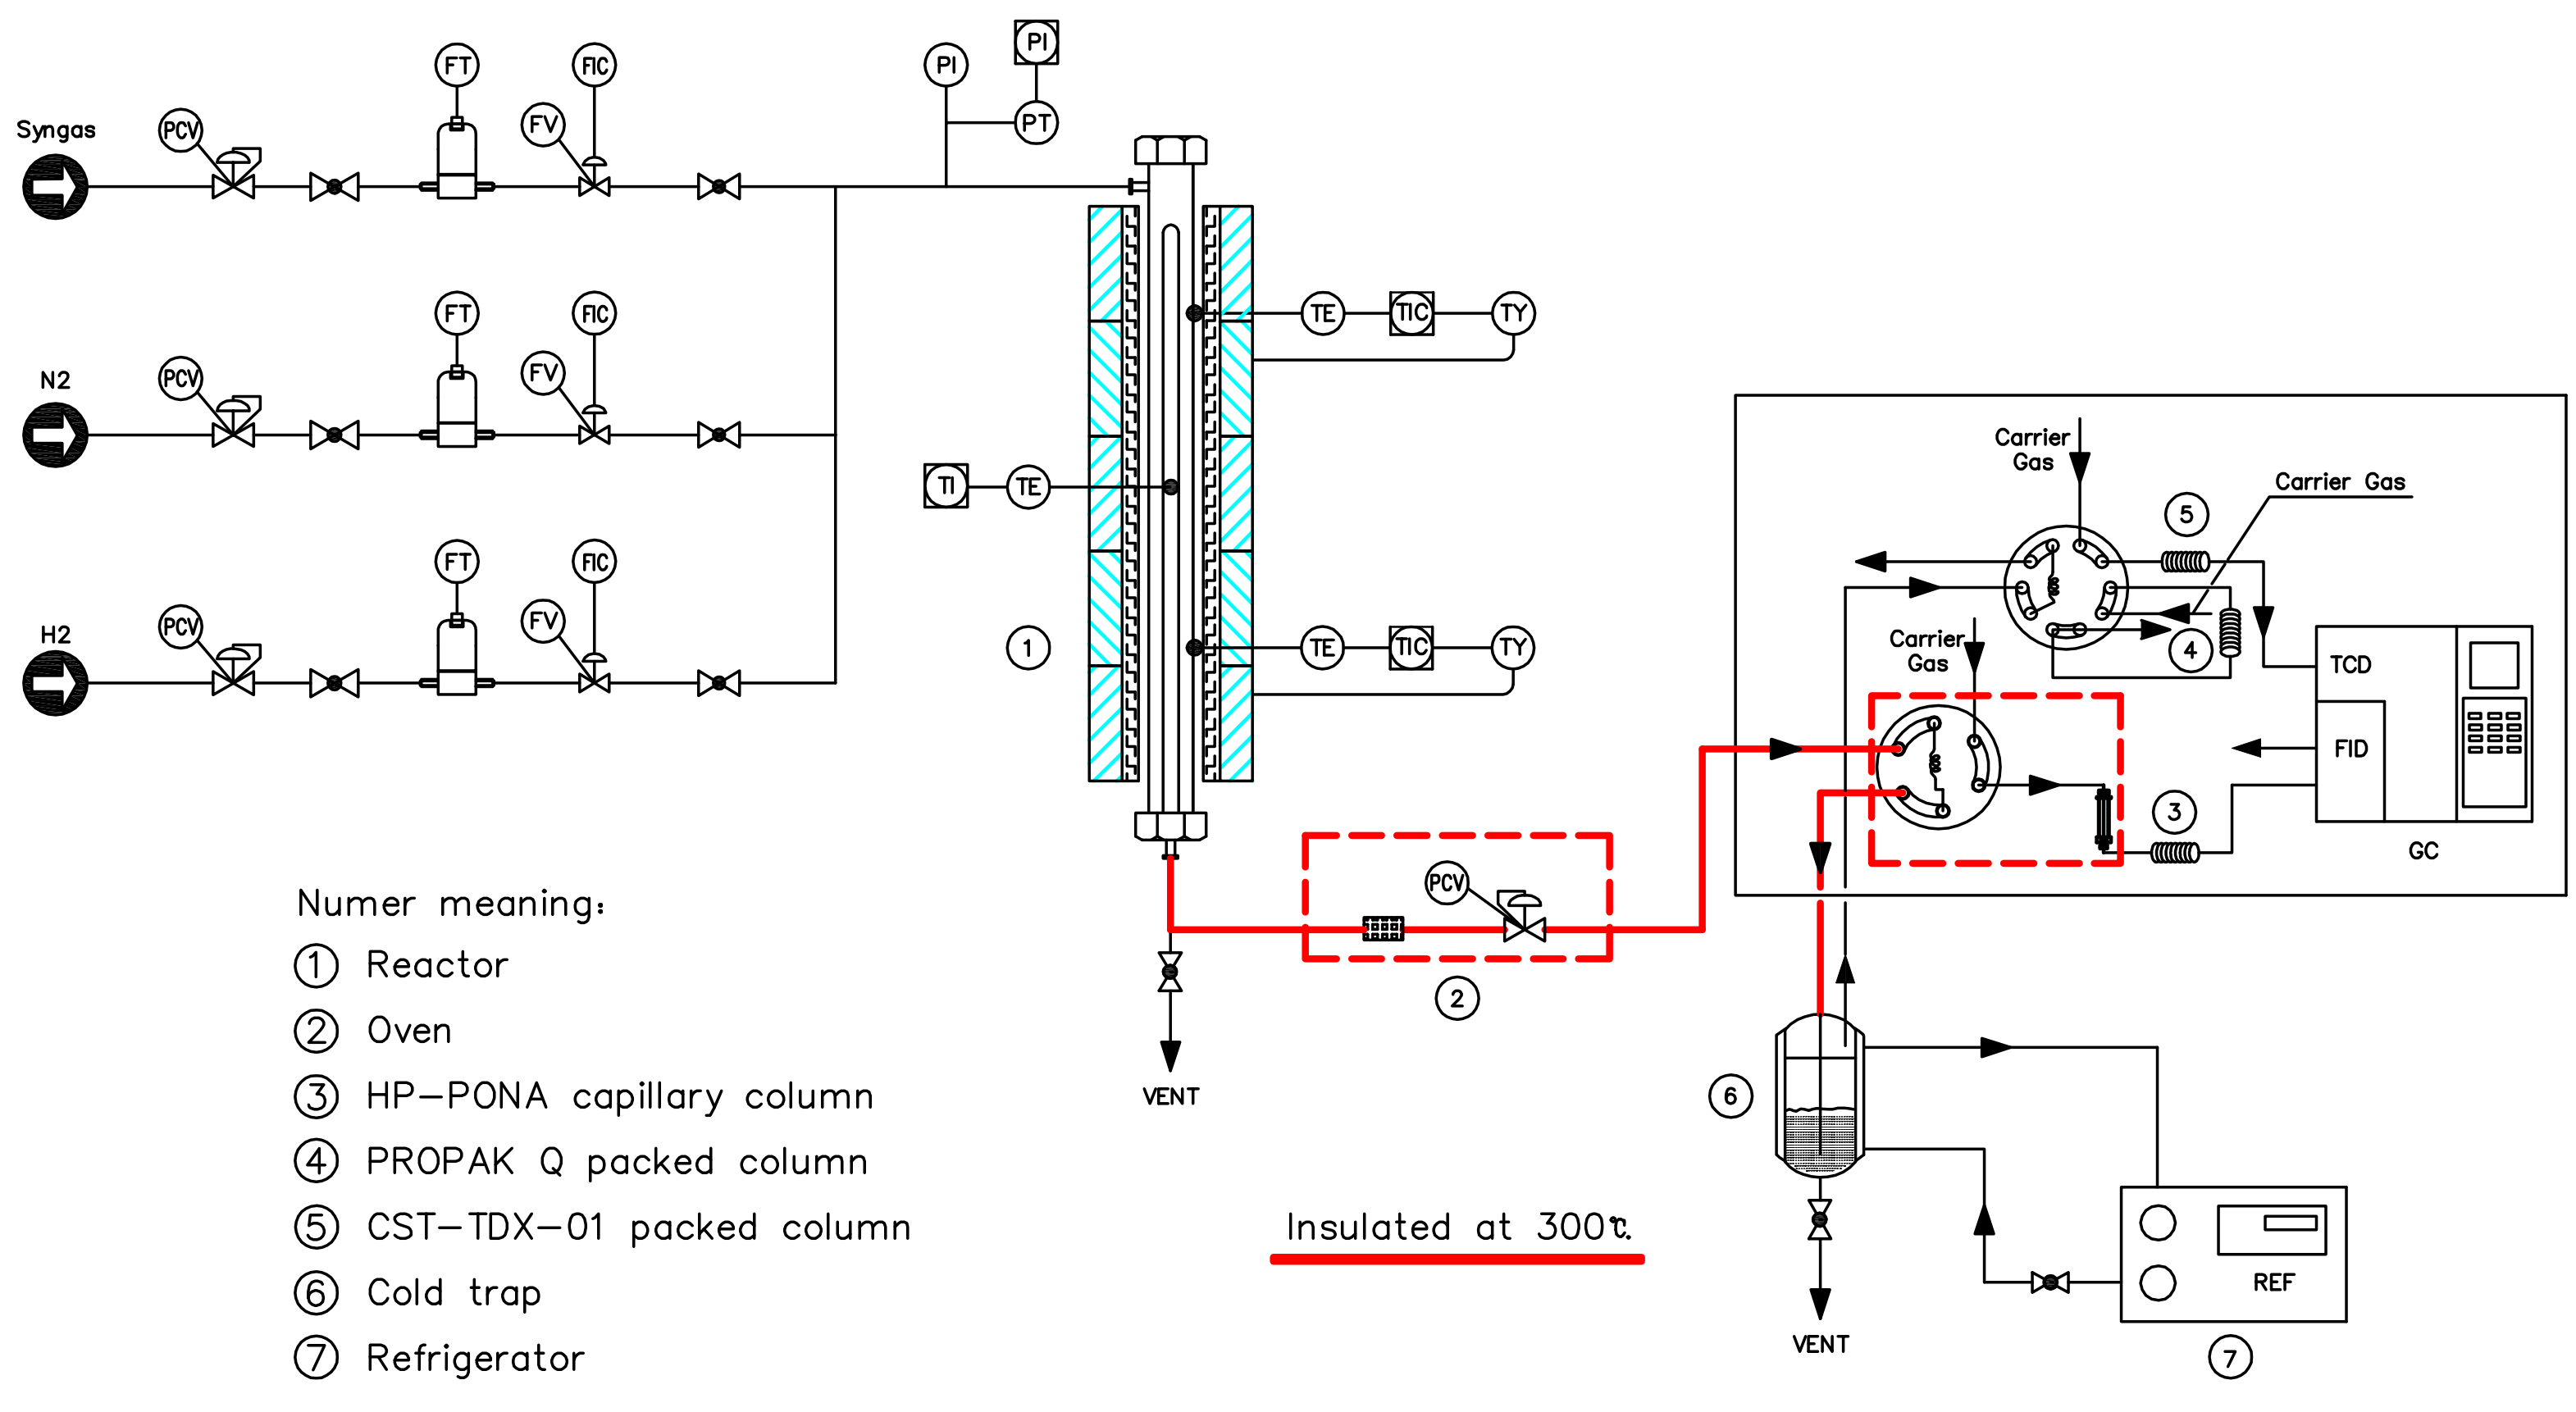 PI
FT
FIC
PI
PCV
FV
PT
Syngas
FT
FIC
TE
TIC
TY
PCV
FV
N2
Carrier
Gas
Carrier Gas
TI
TE
5
FT
FIC
PCV
FV
H2
1
TE
TIC
TY
Carrier
Gas
4
TCD
FID
3
GC
PCV
2
Numer meaning:
1 Reactor
2 Oven
3 HP-PONA capillary column
4 PROPAK Q packed column
5 CST-TDX-01 packed column
6 Cold trap
7 Refrigerator
VENT
6
Insulated at 300℃.
REF
VENT
7